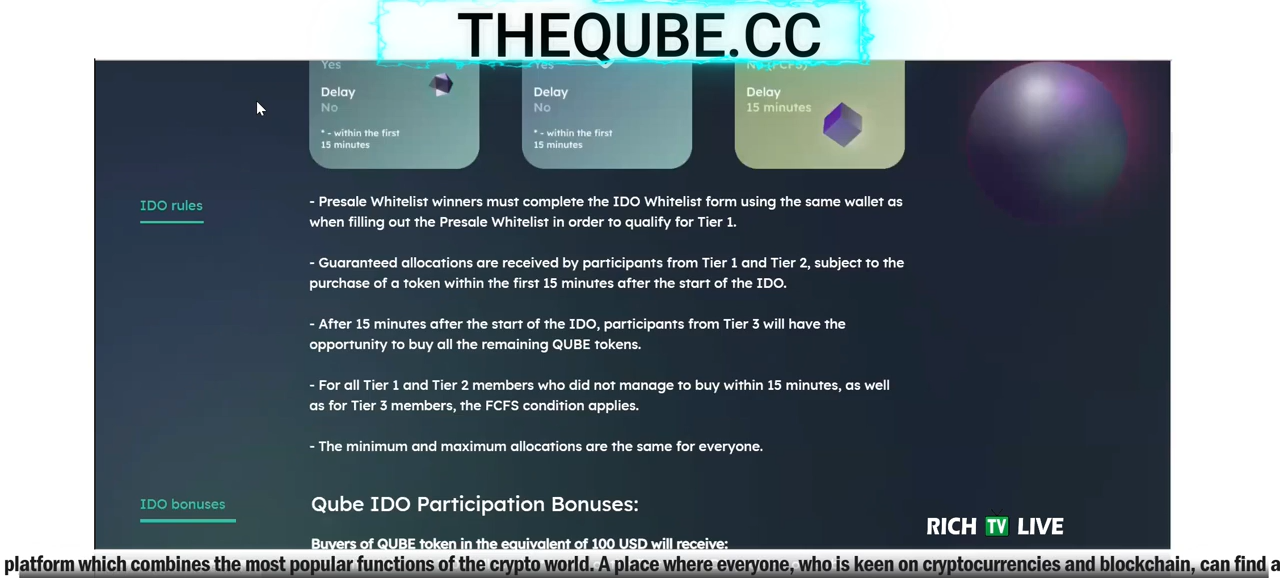 THEQUBE.CC
Yes
Yes
No (FCFS)
Delay
Delay
Delay
No
No
15 minutes
* - within the first
15 minutes
* - within the first
15 minutes
IDO rules
- Presale Whitelist winners must complete the IDO Whitelist form using the same wallet as
when filling out the Presale Whitelist in order to qualify for Tier 1.
- Guaranteed allocations are received by participants from Tier 1 and Tier 2, subject to the
purchase of a token within the first 15 minutes after the start of the IDO.
- After 15 minutes after the start of the IDO, participants from Tier 3 will have the
opportunity to buy all the remaining QUBE tokens.
- For all Tier 1 and Tier 2 members who did not manage to buy within 15 minutes, as well
as for Tier 3 members, the FCFS condition applies.
- The minimum and maximum allocations are the same for everyone.
IDO bonuses
Qube IDO Participation Bonuses:
Buyers of QUBE token in the equivalent of 100 USD will receive:
RICH TV LIVE
platform which combines the most popular functions of the crypto world. A place where everyone, who is keen on cryptocurrencies and blockchain, can find a